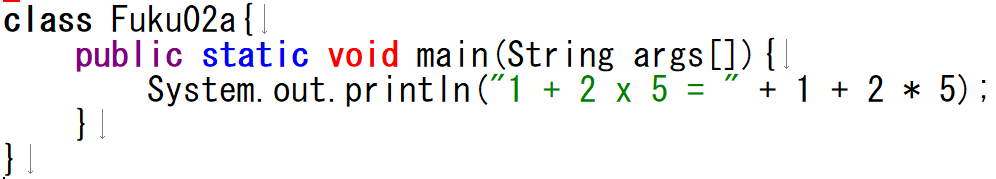 class Fuku02a{↓
    public static void main(String args[]){↓
        System.out.println("1 + 2 x 5 = " + 1 + 2 * 5);
    }↓
}↓